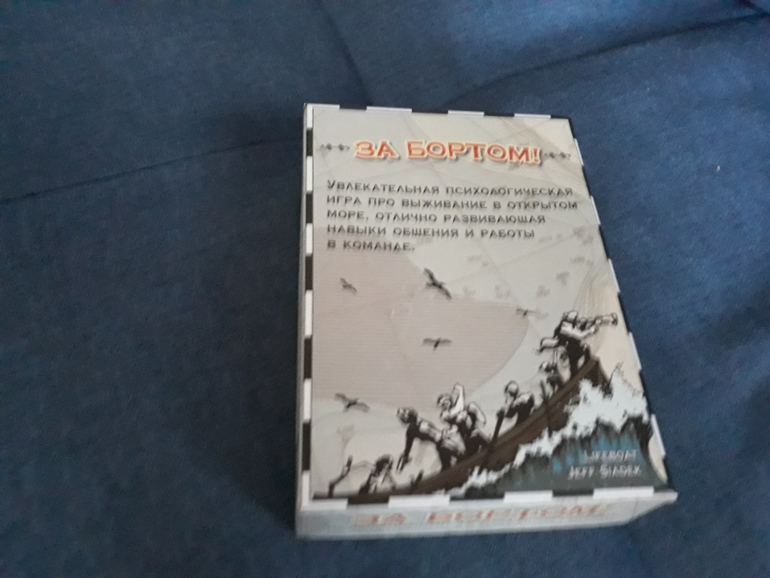 ЗА БОРТОМ!
Увлекательная психологическая
игра про выживание в открытом
море, отлично развивающая
навыки общения и работы
в команде.
Lifeboat
Jeff Siadek
ЗА БОРТОМ!